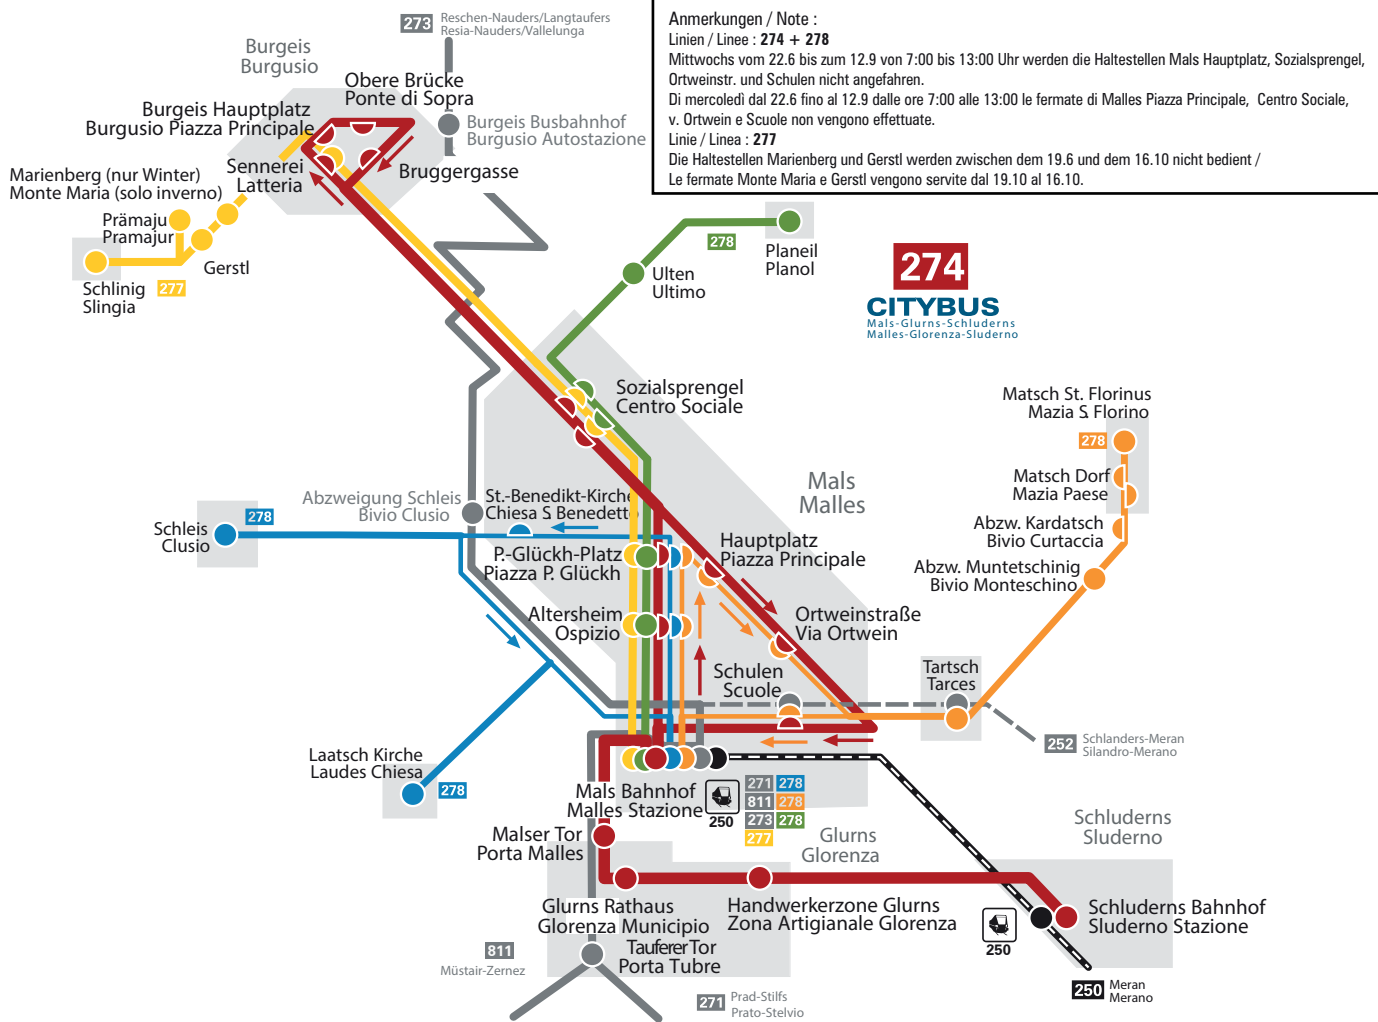 273
Reschen-Nauders/Langtaufers
Resia-Nauders/Vallelunga
Anmerkungen / Note :
Linien / Linee : 274 + 278
Mittwochs vom 22.6 bis zum 12.9 von 7:00 bis 13:00 Uhr werden die Haltestellen Mals Hauptplatz, Sozialsprengel,
Ortweinstr. und Schulen nicht angefahren.
Di mercoledì dal 22.6 fino al 12.9 dalle ore 7:00 alle 13:00 le fermate di Malles Piazza Principale, Centro Sociale,
v. Ortwein e Scuole non vengono effettuate.
Linie / Linea : 277
Die Haltestellen Marienberg und Gerstl werden zwischen dem 19.6 und dem 16.10 nicht bedient /
Le fermate Monte Maria e Gerstl vengono servite dal 19.10 al 16.10.
Burgeis
Burgusio
Obere Brücke
Ponte di Sopra
Burgeis Hauptplatz
Burgusio Piazza Principale
Burgeis Busbahnhof
Burgusio Autostazione
Sennerei
Latteria
Bruggergasse
Marienberg (nur Winter)
Monte Maria (solo inverno)
Prämaju
Pramajur
Gerstl
Schlinig
Slingia
277
278
Planeil
Planol
Ulten
Ultimo
274
CITYBUS
Mals-Glurns-Schluderns
Malles-Glorenza-Sluderno
Sozialsprengel
Centro Sociale
Matsch St. Florinus
Mazia S. Florino
278
Matsch Dorf
Mazia Paese
Abzw. Kardatsch
Bivio Curtaccia
Abzw. Muntetschinig
Bivio Monteschino
Mals
Malles
Abzweigung Schleis
Bivio Clusio
St.-Benedikt-Kirche
Chiesa S. Benedetto
278
Schleis
Clusio
P.-Glückh-Platz
Piazza P. Glückh
Hauptplatz
Piazza Principale
Altersheim
Ospizio
Ortweinstraße
Via Ortwein
Schulen
Scuole
Tartsch
Tarces
252
Schlanders-Meran
Silandro-Merano
Laatsch Kirche
Laudes Chiesa
278
Mals Bahnhof
Malles Stazione
250
271 278
811 278
273 278
277
Malser Tor
Porta Malles
Glurns
Glorenza
Schluderns
Sluderno
Glurns Rathaus
Glorenza Municipio
Handwerkerzone Glurns
Zona Artigianale Glorenza
Schluderns Bahnhof
Sluderno Stazione
250
Tauferer Tor
Porta Tubre
811
Müstair-Zernez
271
Prad-Stilfs
Prato-Stelvio
250
Meran
Merano